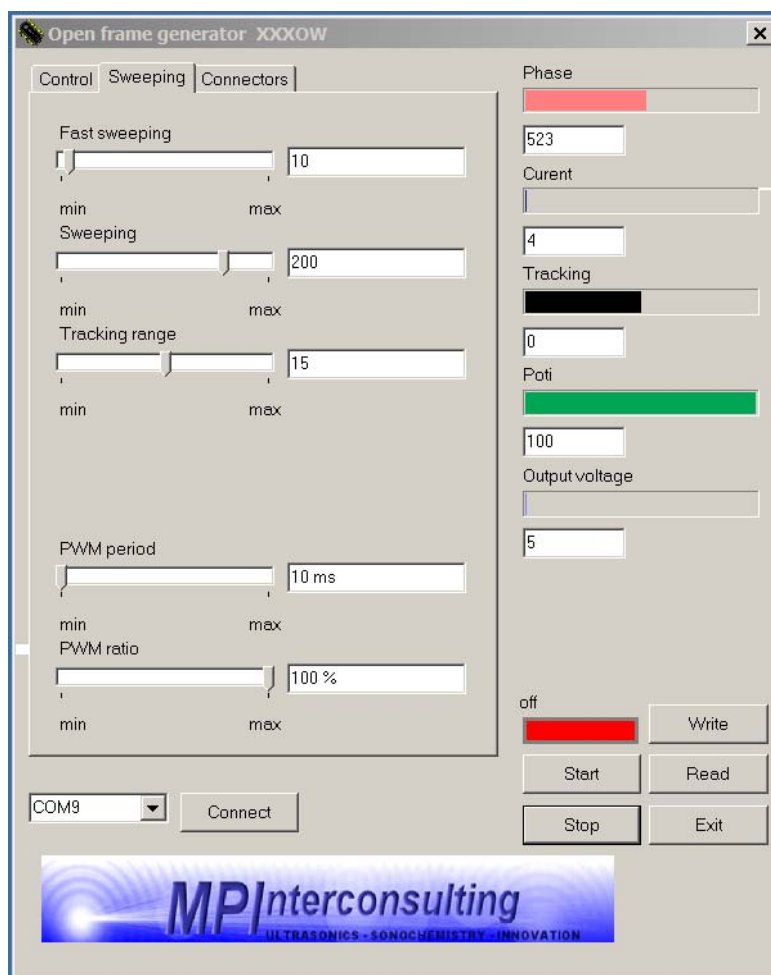 Open frame generator XXXOW
Control Sweeping Connectors
Fast sweeping
10
min max
Sweeping
200
min max
Tracking range
15
min max
PWM period
10 ms
min max
PWM ratio
100 %
min max
Phase
523
Curent
4
Tracking
0
Poti
100
Output voltage
5
off
Write
Start Read
Stop Exit
COM9 Connect
MPInterconsulting
ULTRASONICS - SONOCHEMISTRY - INNOVATION